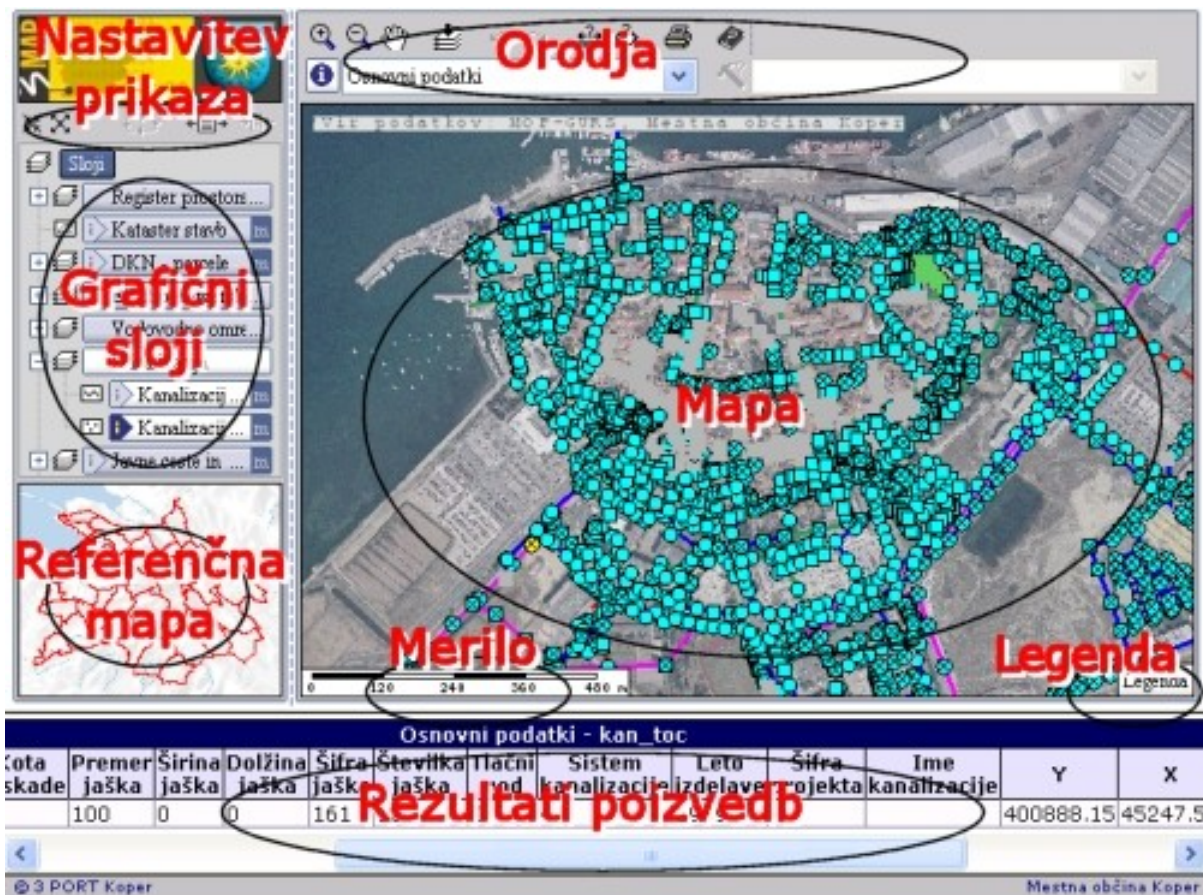 Nastavitev
prikaza
Orodja
Osnovni podatki
Sloji
Register prostors...
Kataster stavb m
DKN - parcele
Grafični
sloji
Vodovodno omre...
Kanalizacij ... m
Kanalizacij ... m
Javne ceste in ... m
Referenčna
mapa
Vir podatkov: MOP-GURS, Mestna občina Koper
Mapa
Merilo
0 120 240 360 480
Legenda
Legenda
Osnovni podatki - kan_toc
Kota Premer Širina Dolžina Šifra Številka Tlačni Sistem Leto Šifra Ime Y X
skade jaška jaška jaška jaška jaška vod kanalizacije izdelave projekta kanalizacije
100 0 0 161 400888.15 45247.5
Rezultati poizvedb
© 3 PORT Koper
Mestna občina Koper